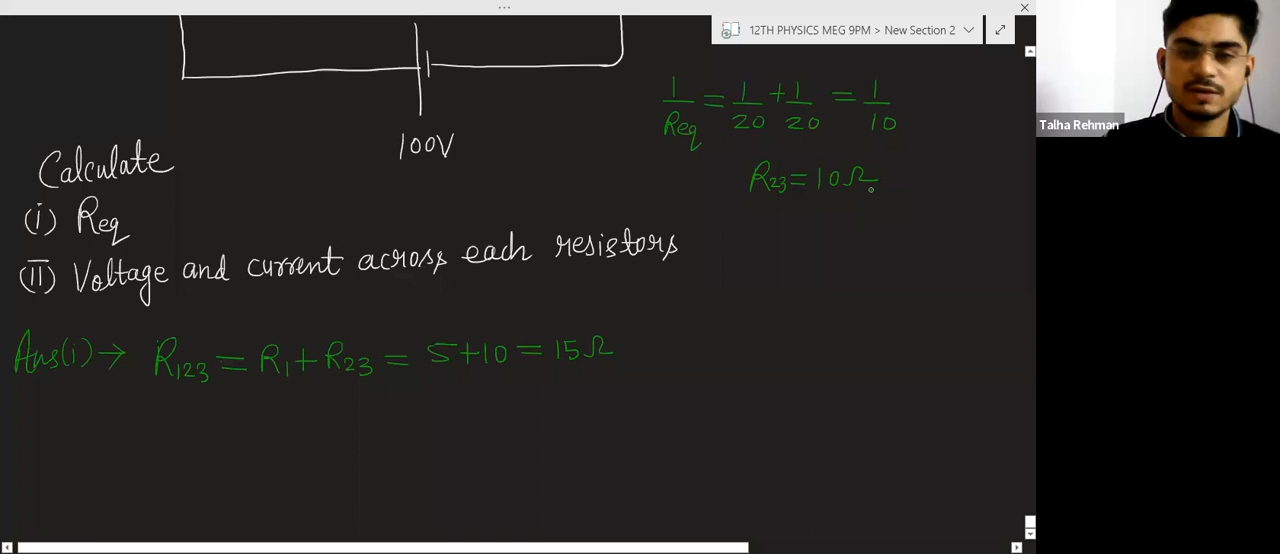 12TH PHYSICS MEG 9PM > New Section 2
Talha Rehman
100V
1/Req = 1/20 + 1/20 = 1/10
R23 = 10Ω
Calculate
(i) Req
(II) Voltage and current across each resistors
Ans(i) → R123 = R1 + R23 = 5+10 = 15Ω